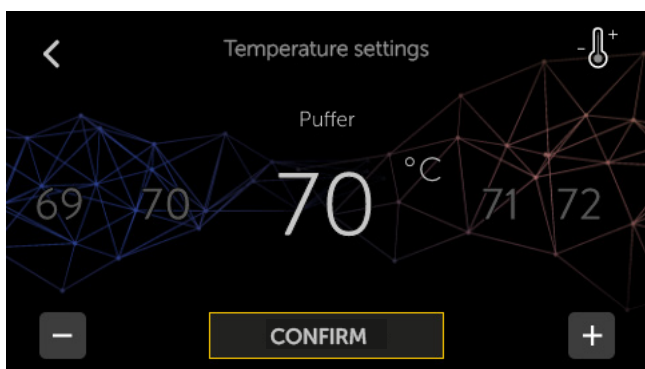 Temperature settings
- +
Puffer
69 70 70 °C 71 72
− CONFIRM +